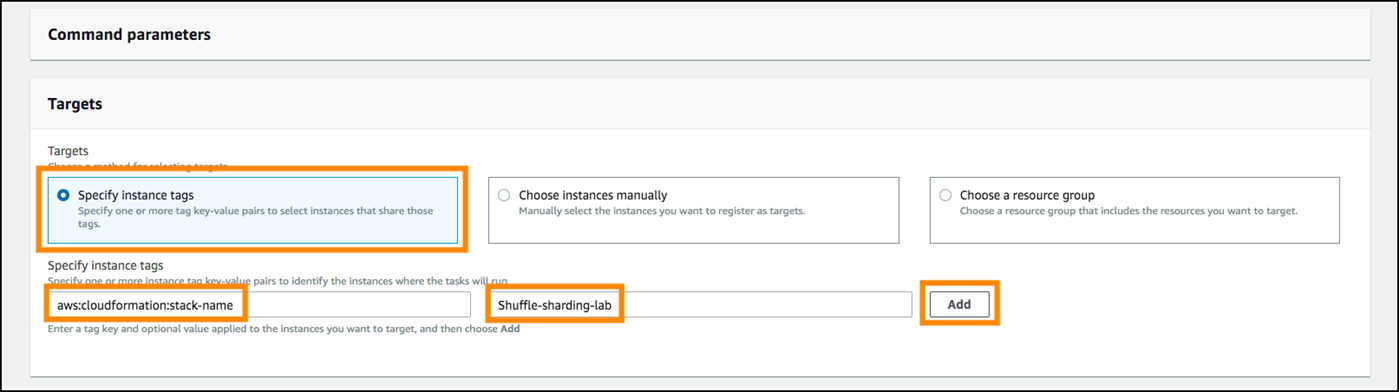 Command parameters
Targets
Targets
Choose a method for selecting targets.
Specify instance tags
Specify one or more tag key-value pairs to select instances that share those
tags.
Choose instances manually
Manually select the instances you want to register as targets.
Choose a resource group
Choose a resource group that includes the resources you want to target.
Specify instance tags
Specify one or more instance tag key-value pairs to identify the instances where the tasks will run
aws:cloudformation:stack-name
Shuffle-sharding-lab
Add
Enter a tag key and optional value applied to the instances you want to target, and then choose Add